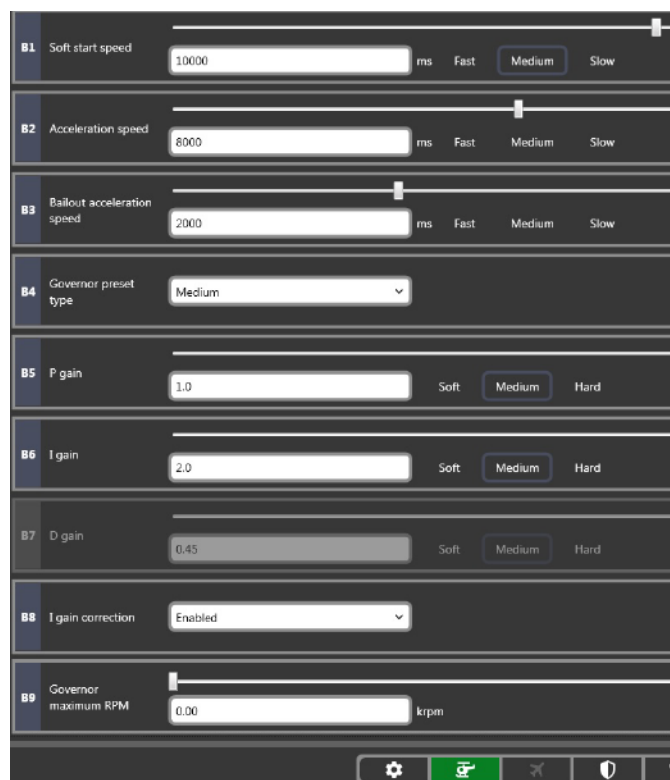 B1 Soft start speed
10000 ms Fast Medium Slow
B2 Acceleration speed
8000 ms Fast Medium Slow
B3 Bailout acceleration
speed
2000 ms Fast Medium Slow
B4 Governor preset
type
Medium
B5 P gain
1.0 Soft Medium Hard
B6 I gain
2.0 Soft Medium Hard
B7 D gain
0.45 Soft Medium Hard
B8 I gain correction
Enabled
B9 Governor
maximum RPM
0.00 krpm